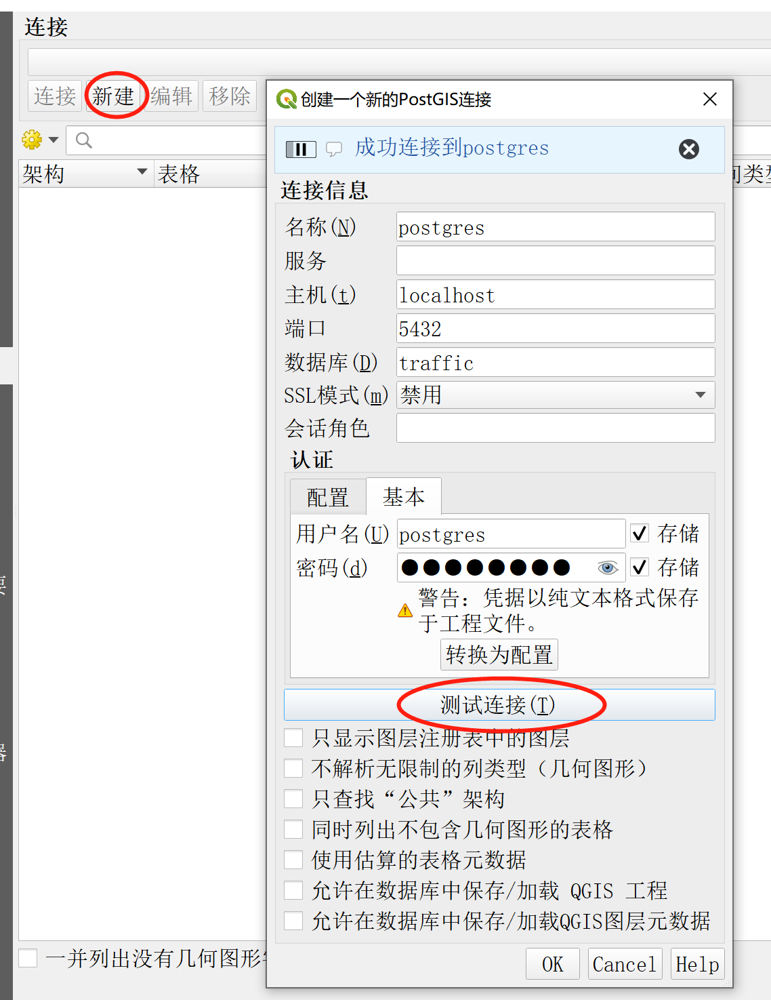 连接
连接 新建 编辑 移除
架构 表格
创建一个新的PostGIS连接
成功连接到postgres
连接信息
名称(N) postgres
服务
主机(t) localhost
端口 5432
数据库(D) traffic
SSL模式(m) 禁用
会话角色
认证
配置 基本
用户名(U) postgres 存储
密码(d) ●●●●●●●● 存储
警告: 凭据以纯文本格式保存
于工程文件。
转换为配置
测试连接(T)
只显示图层注册表中的图层
不解析无限制的列类型（几何图形）
只查找“公共”架构
同时列出不包含几何图形的表格
使用估算的表格元数据
允许在数据库中保存/加载 QGIS 工程
允许在数据库中保存/加载QGIS图层元数据
一并列出没有几何图形
OK Cancel Help